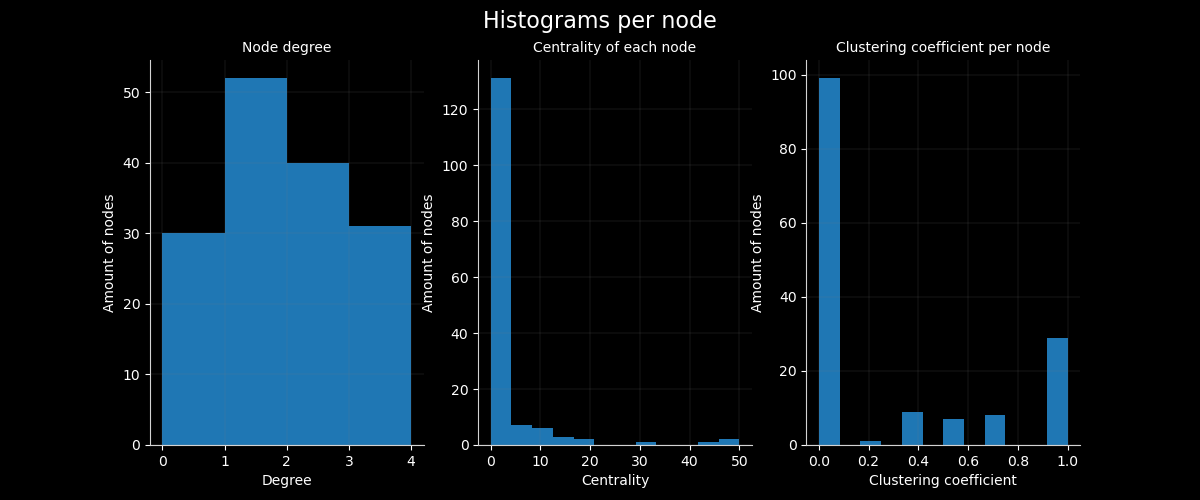 Histograms per node
Node degree
50
40
30
20
10
0
0 1 2 3 4
Amount of nodes
Degree
Centrality of each node
120
100
80
60
40
20
0
0 10 20 30 40 50
Amount of nodes
Centrality
Clustering coefficient per node
100
80
60
40
20
0
0.0 0.2 0.4 0.6 0.8 1.0
Amount of nodes
Clustering coefficient